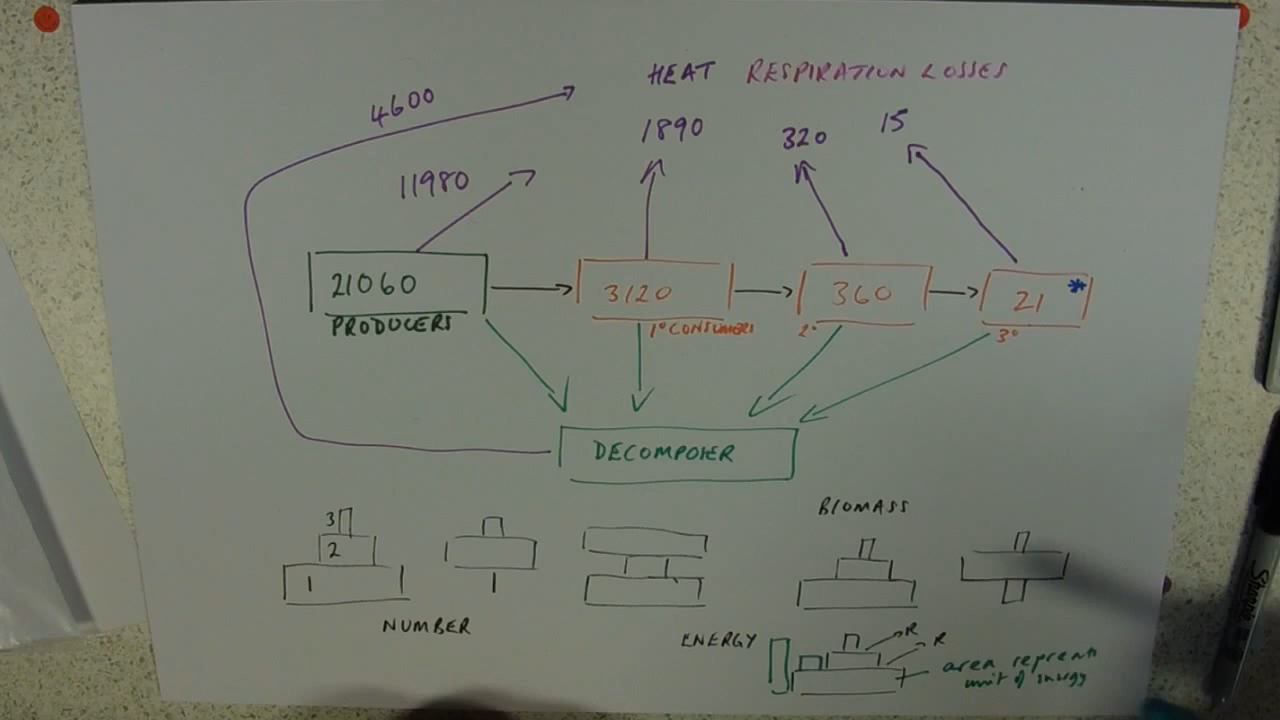 HEAT RESPIRATION LOSSES
4600
1890
320
15
11980
21060
3120
360
21 *
PRODUCERS
1° CONSUMERS
2°
3°
DECOMPOSER
BIOMASS
3
2
1
NUMBER
ENERGY
R
R
area represents
unit of energy
Sharpie